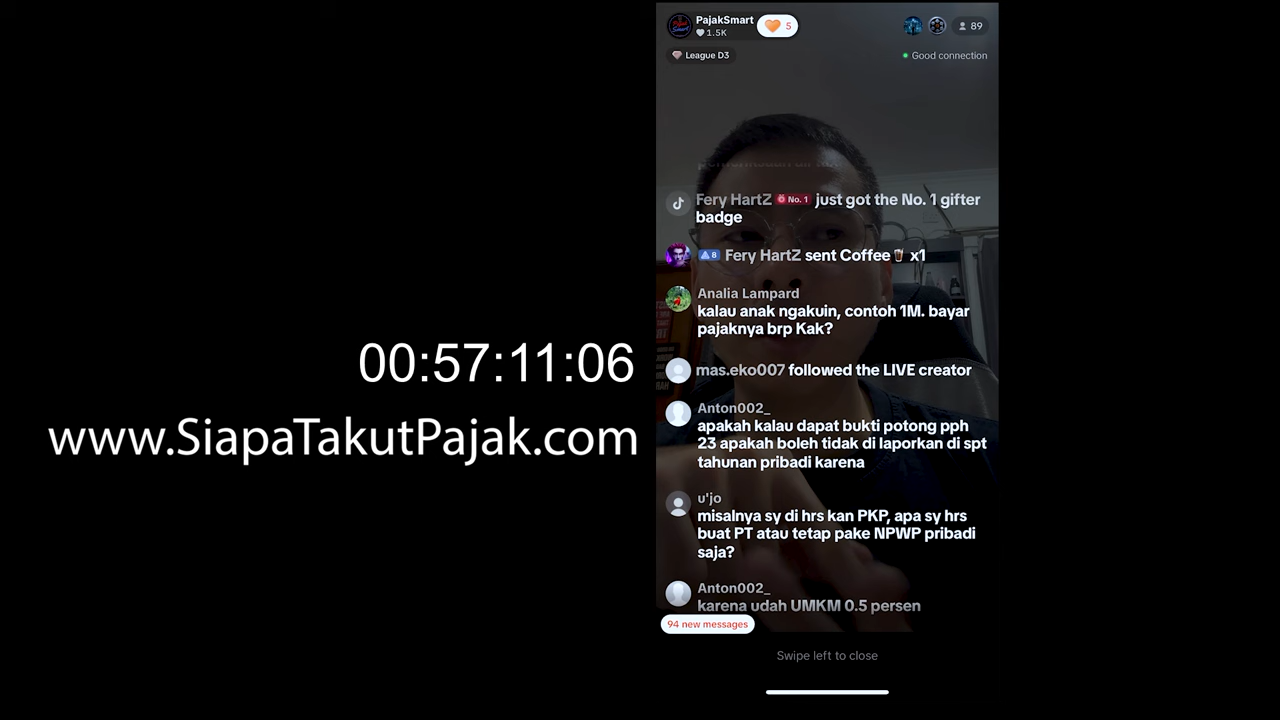 00:57:11:06
www.SiapaTakutPajak.com
PajakSmart
1.5K
5
89
League D3
Good connection
Fery HartZ No. 1 just got the No. 1 gifter
badge
8 Fery HartZ sent Coffee x1
Analia Lampard
kalau anak ngakuin, contoh 1M. bayar
pajaknya brp Kak?
mas.eko007 followed the LIVE creator
Anton002_
apakah kalau dapat bukti potong pph
23 apakah boleh tidak di laporkan di spt
tahunan pribadi karena
u'jo
misalnya sy di hrs kan PKP, apa sy hrs
buat PT atau tetap pake NPWP pribadi
saja?
Anton002_
karena udah UMKM 0.5 persen
94 new messages
Swipe left to close